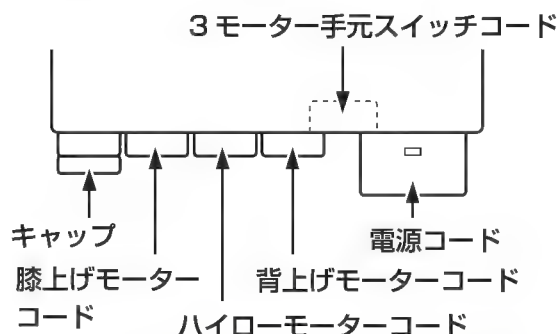 3モーター手元スイッチコード
キャップ
電源コード
膝上げモーター
コード
背上げモーターコード
ハイローモーターコード